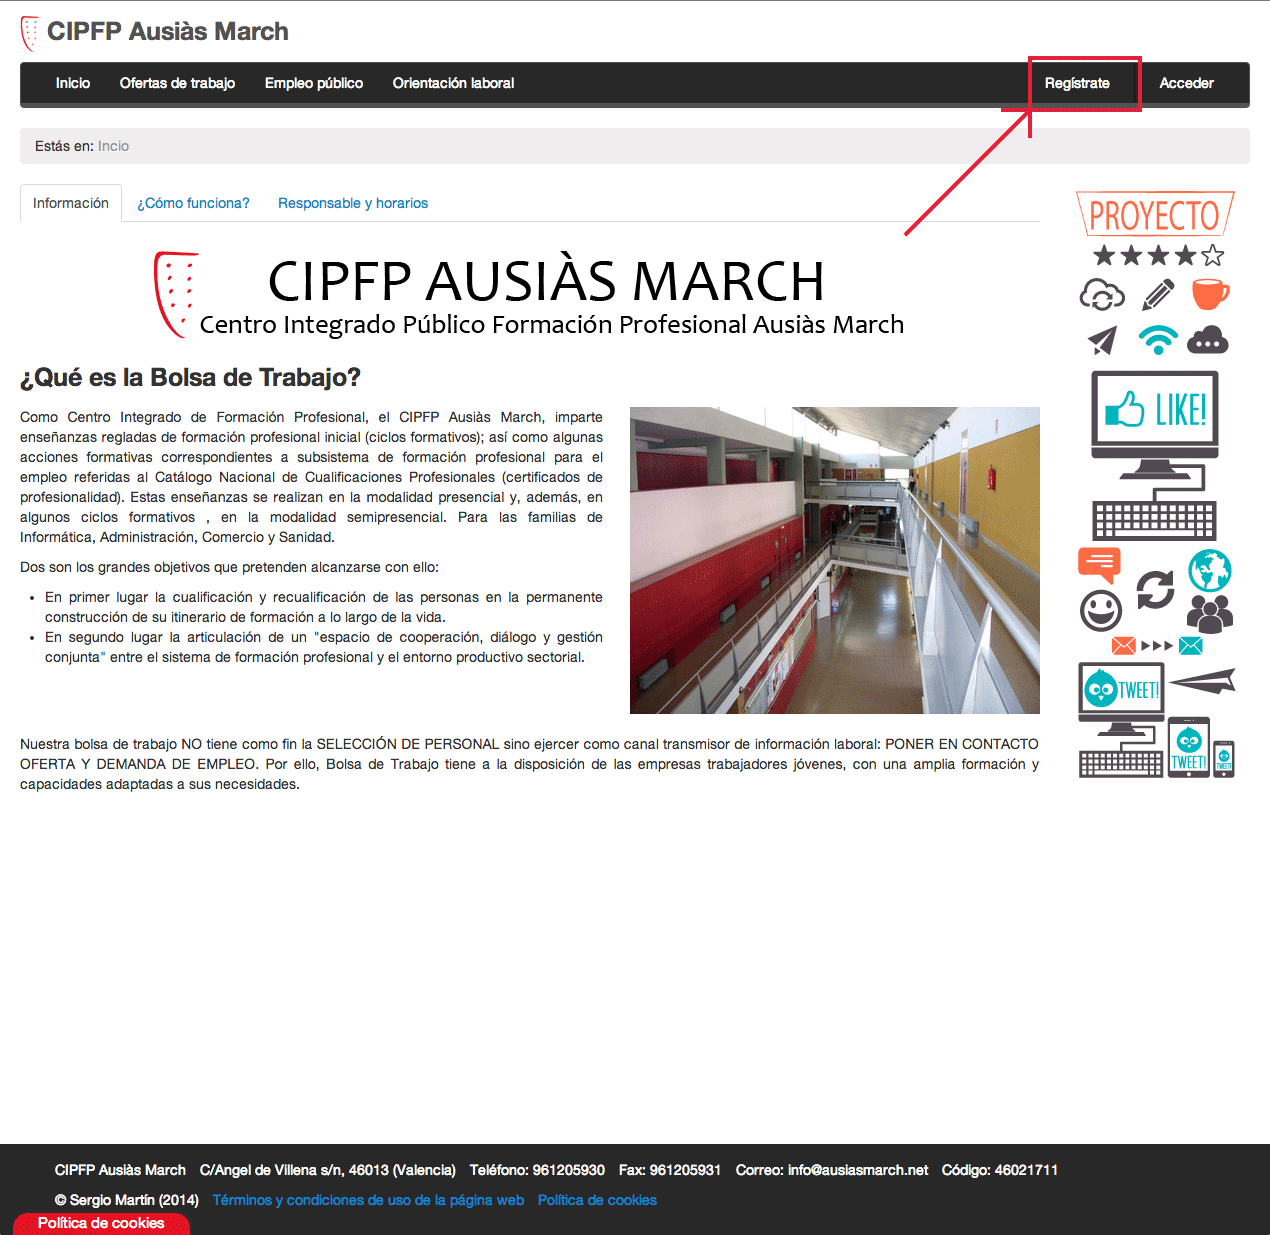 CIPFP Ausiàs March
Inicio Ofertas de trabajo Empleo público Orientación laboral Regístrate Acceder
Estás en: Incio
Información ¿Cómo funciona? Responsable y horarios
CIPFP AUSIÀS MARCH
Centro Integrado Público Formación Profesional Ausiàs March
¿Qué es la Bolsa de Trabajo?
Como Centro Integrado de Formación Profesional, el CIPFP Ausiàs March, imparte
enseñanzas regladas de formación profesional inicial (ciclos formativos); así como algunas
acciones formativas correspondientes a subsistema de formación profesional para el
empleo referidas al Catálogo Nacional de Cualificaciones Profesionales (certificados de
profesionalidad). Estas enseñanzas se realizan en la modalidad presencial y, además, en
algunos ciclos formativos , en la modalidad semipresencial. Para las familias de
Informática, Administración, Comercio y Sanidad.
Dos son los grandes objetivos que pretenden alcanzarse con ello:
• En primer lugar la cualificación y recualificación de las personas en la permanente
construcción de su itinerario de formación a lo largo de la vida.
• En segundo lugar la articulación de un "espacio de cooperación, diálogo y gestión
conjunta" entre el sistema de formación profesional y el entorno productivo sectorial.
Nuestra bolsa de trabajo NO tiene como fin la SELECCIÓN DE PERSONAL sino ejercer como canal transmisor de información laboral: PONER EN CONTACTO
OFERTA Y DEMANDA DE EMPLEO. Por ello, Bolsa de Trabajo tiene a la disposición de las empresas trabajadores jóvenes, con una amplia formación y
capacidades adaptadas a sus necesidades.
PROYECTO
LIKE!
TWEET!
TWEET!
TWEET!
CIPFP Ausiàs March C/Angel de Villena s/n, 46013 (Valencia) Teléfono: 961205930 Fax: 961205931 Correo: info@ausiasmarch.net Código: 46021711
© Sergio Martín (2014) Términos y condiciones de uso de la página web Política de cookies
Política de cookies